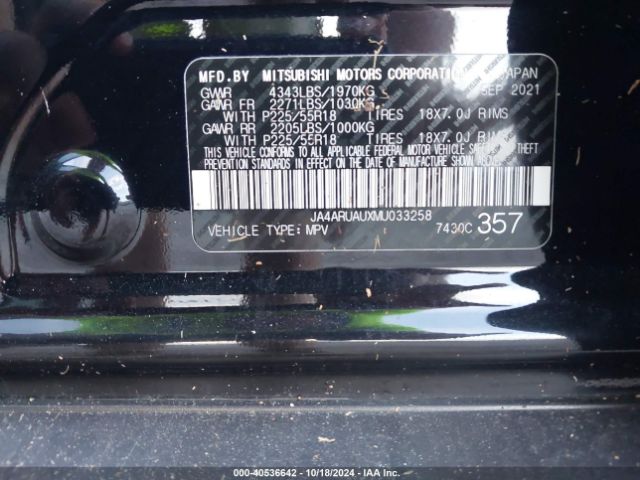 MFD.BY MITSUBISHI MOTORS CORPORATION JAPAN
GVWR 4343LBS/1970KG SEP 2021
GAWR FR 2271LBS/1030KG
WITH P225/55R18 TIRES 18X7.0J RIMS
GAWR RR 2205LBS/1000KG
WITH P225/55R18 TIRES 18X7.0J RIMS
THIS VEHICLE CONFORMS TO ALL APPLICABLE FEDERAL MOTOR VEHICLE SAFETY BUMPER AND THEFT
PREVENTION STANDARDS IN EFFECT ON THE DATE OF MANUFACTURE SHOWN ABOVE.
JA4ARUAUXMU033258
VEHICLE TYPE: MPV 7430C 357
000-40536642 | 10/18/2024 | IAA Inc.